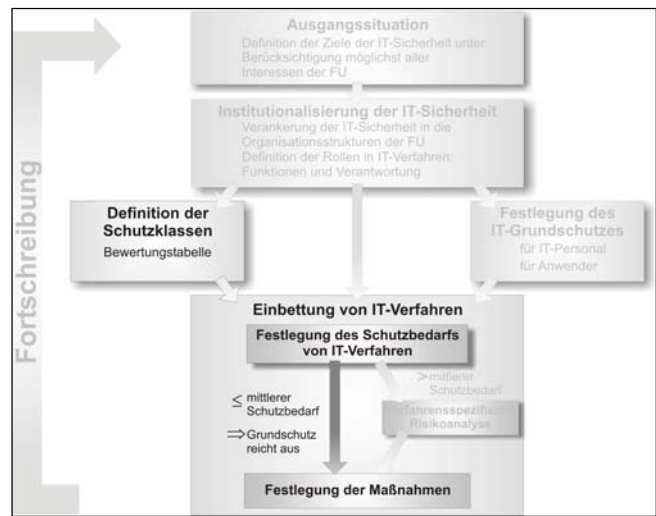 Ausgangssituation
Definition der Ziele der IT-Sicherheit unter
Berücksichtigung möglichst aller
Interessen der FU
Institutionalisierung der IT-Sicherheit
Verankerung der IT-Sicherheit in die
Organisationsstrukturen der FU
Definition der Rollen in IT-Verfahren:
Funktionen und Verantwortung
Fortschreibung
Definition der
Schutzklassen
Bewertungstabelle
Festlegung des
IT-Grundschutzes
für IT-Personal
für Anwender
Einbettung von IT-Verfahren
Festlegung des Schutzbedarfs
von IT-Verfahren
≤ mittlerer
Schutzbedarf
⇒ Grundschutz
reicht aus
> mittlerer
Schutzbedarf
Risikoanalyse
Festlegung der Maßnahmen